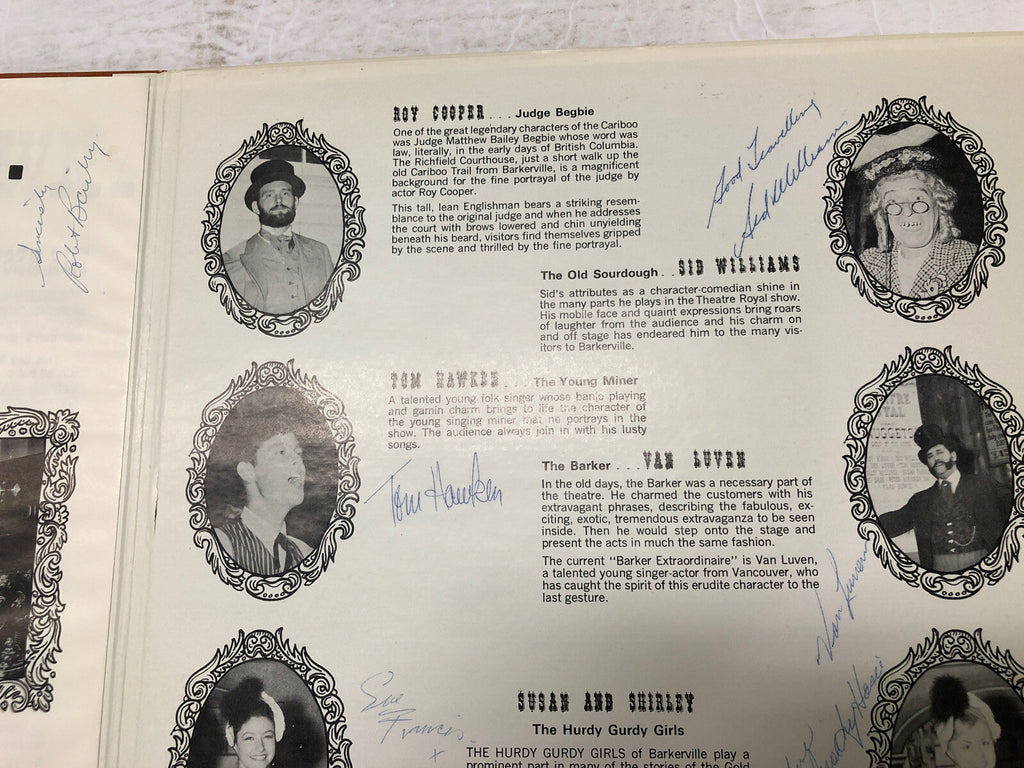 Sincerely
Robt Baitry
ROY COOPER... Judge Begbie
One of the great legendary characters of the Cariboo
was Judge Matthew Bailey Begbie whose word was
law, literally, in the early days of British Columbia.
The Richfield Courthouse, just a short walk up the
old Cariboo Trail from Barkerville, is a magnificent
background for the fine portrayal of the judge by
actor Roy Cooper.
This tall, lean Englishman bears a striking resem-
blance to the original judge and when he addresses
the court with brows lowered and chin unyielding
beneath his beard, visitors find themselves gripped
by the scene and thrilled by the fine portrayal.
Good Travelling
Sid Williams
The Old Sourdough.. SID WILLIAMS
Sid's attributes as a character-comedian shine in
the many parts he plays in the Theatre Royal show.
His mobile face and quaint expressions bring roars
of laughter from the audience and his charm on
and off stage has endeared him to the many vis-
itors to Barkerville.
TOM HAWKEN... The Young Miner
A talented young folk singer whose banjo playing
and gamin charm brings to life the character of
the young singing miner that he portrays in the
show. The audience always join in with his lusty
songs.
Tom Hawken
The Barker... VAN LUVEN
In the old days, the Barker was a necessary part of
the theatre. He charmed the customers with his
extravagant phrases, describing the fabulous, ex-
citing, exotic, tremendous extravaganza to be seen
inside. Then he would step onto the stage and
present the acts in much the same fashion.
The current "Barker Extraordinaire" is Van Luven,
a talented young singer-actor from Vancouver, who
has caught the spirit of this erudite character to the
last gesture.
NUGGET
Van Luven
Sue
Francis
SUSAN AND SHIRLEY
The Hurdy Gurdy Girls
THE HURDY GURDY GIRLS of Barkerville play a
prominent part in many of the stories of the Gold